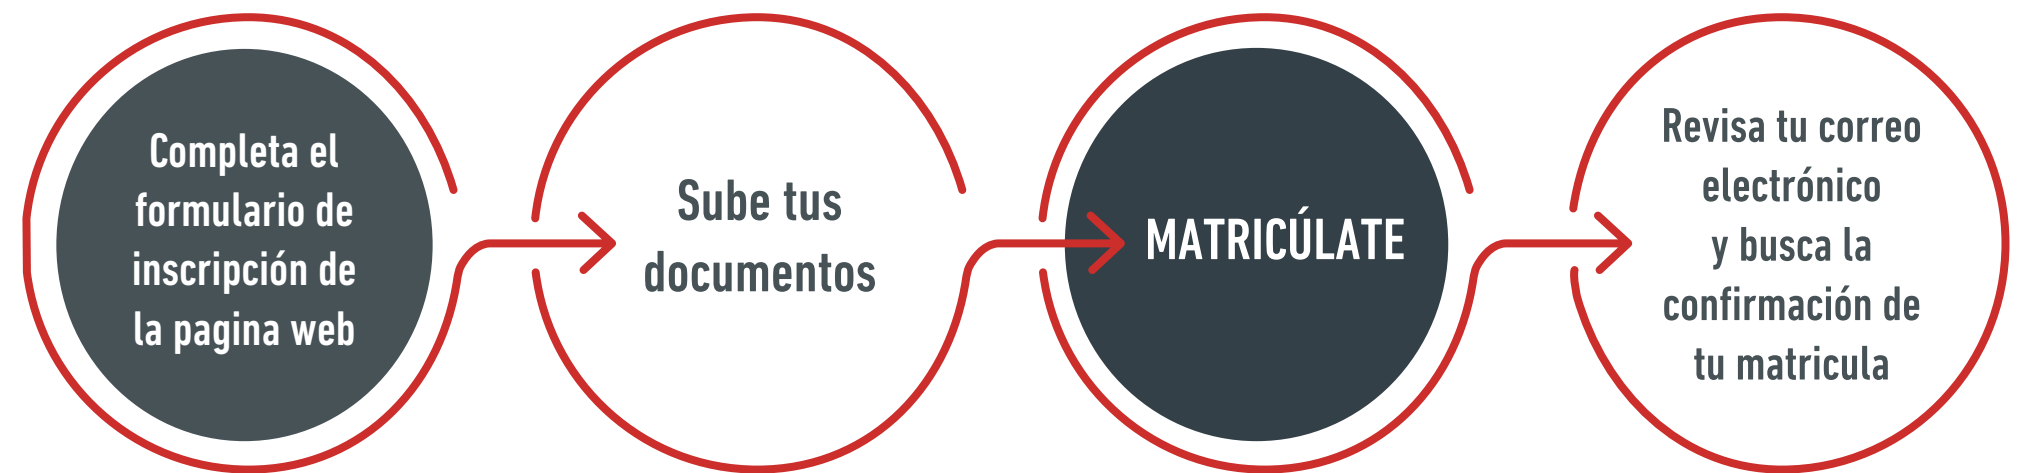 Completa el
formulario de
inscripción de
la pagina web
Sube tus
documentos
MATRICÚLATE
Revisa tu correo
electrónico
y busca la
confirmación de
tu matricula